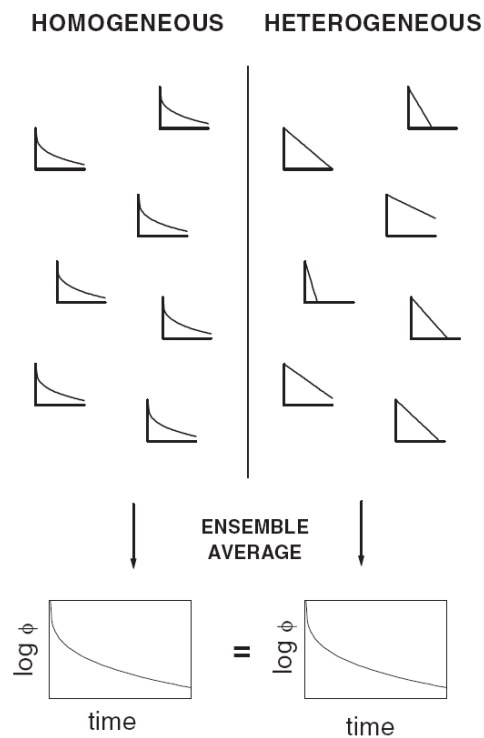 HOMOGENEOUS
HETEROGENEOUS
ENSEMBLE
AVERAGE
log ϕ
time
=
log ϕ
time